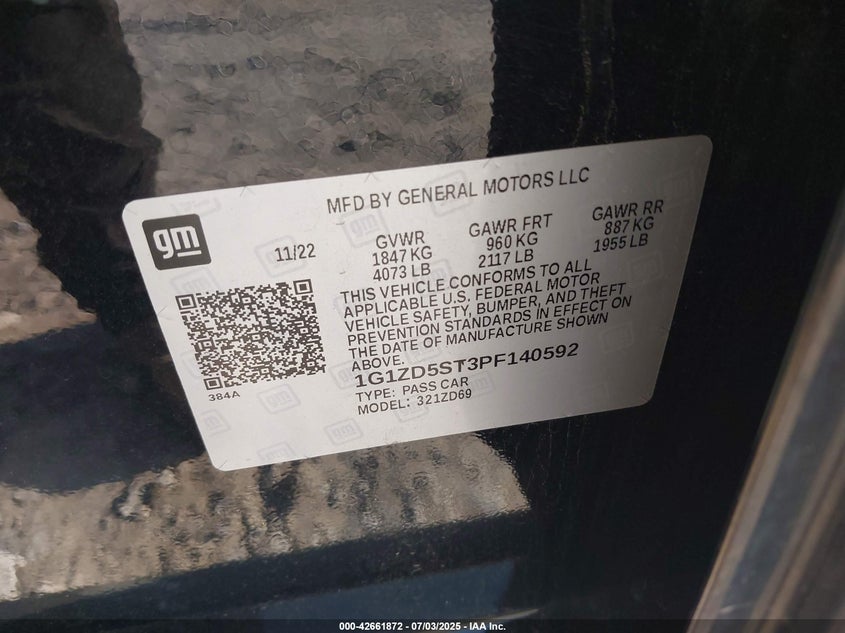 MFD BY GENERAL MOTORS LLC
gm
11/22
GVWR GAWR FRT GAWR RR
1847 KG 960 KG 887 KG
4073 LB 2117 LB 1955 LB
THIS VEHICLE CONFORMS TO ALL
APPLICABLE U.S. FEDERAL MOTOR
VEHICLE SAFETY, BUMPER, AND THEFT
PREVENTION STANDARDS IN EFFECT ON
THE DATE OF MANUFACTURE SHOWN
ABOVE.
1G1ZD5ST3PF140592
TYPE: PASS CAR
MODEL: 321ZD69
384A
000-42661872 - 07/03/2025 - IAA Inc.